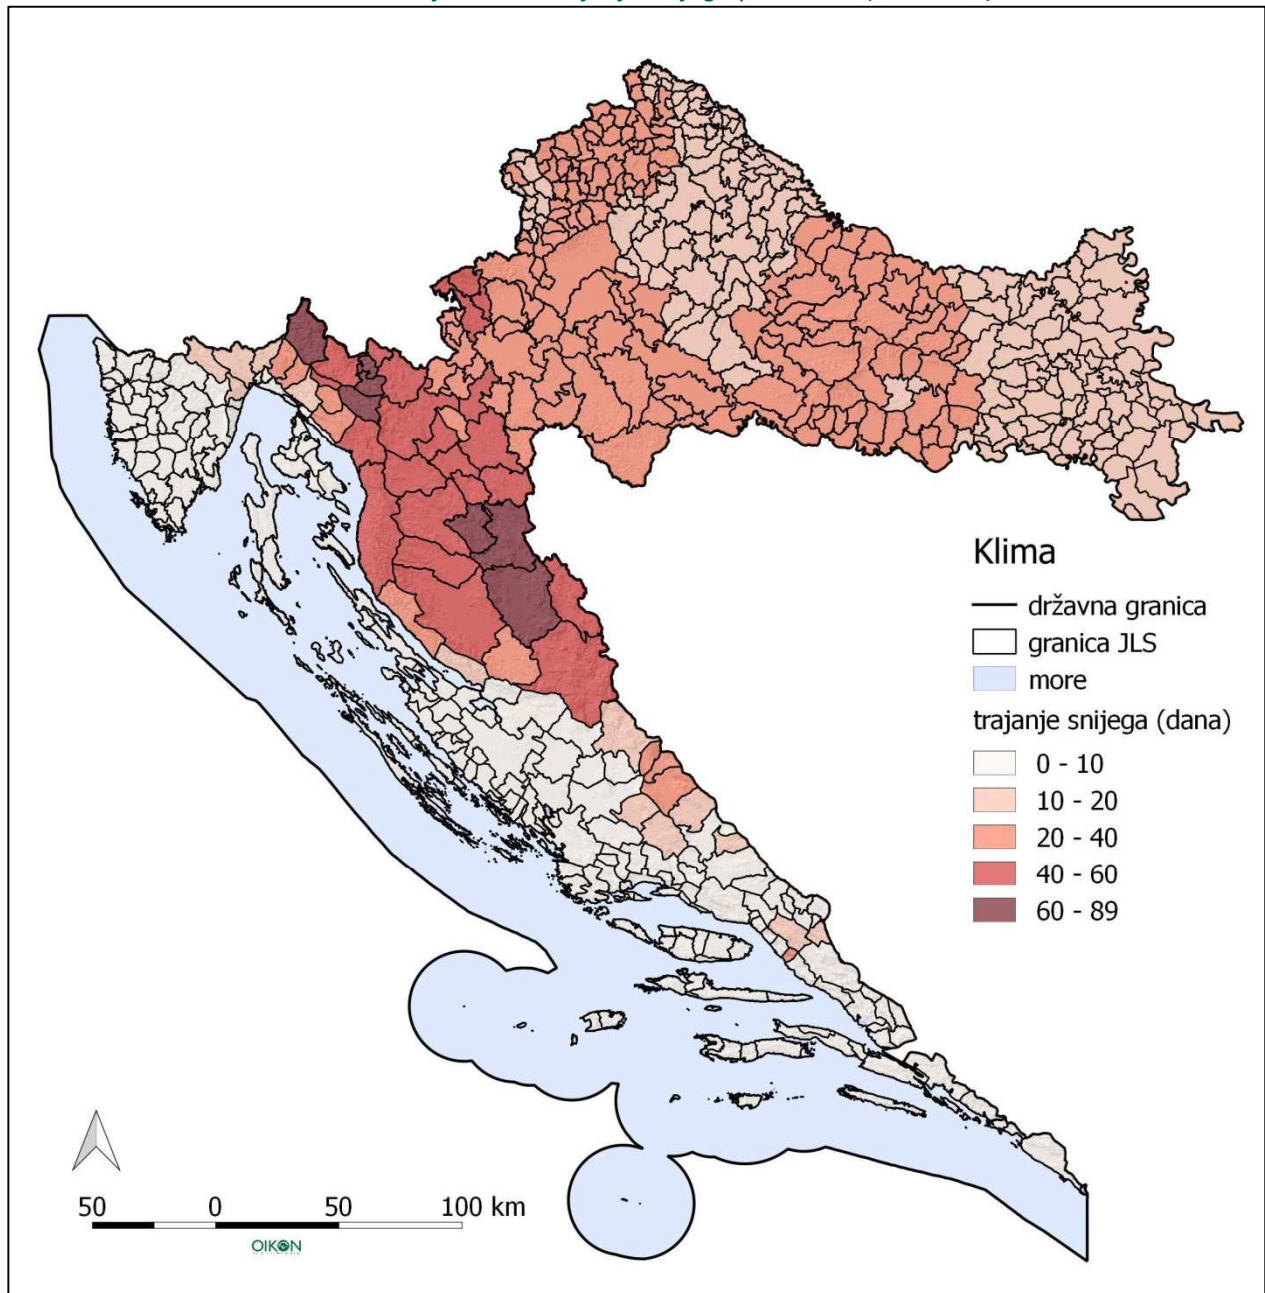 Klima
državna granica
granica JLS
more
trajanje snijega (dana)
0 - 10
10 - 20
20 - 40
40 - 60
60 - 89
50 0 50 100 km
OIKON